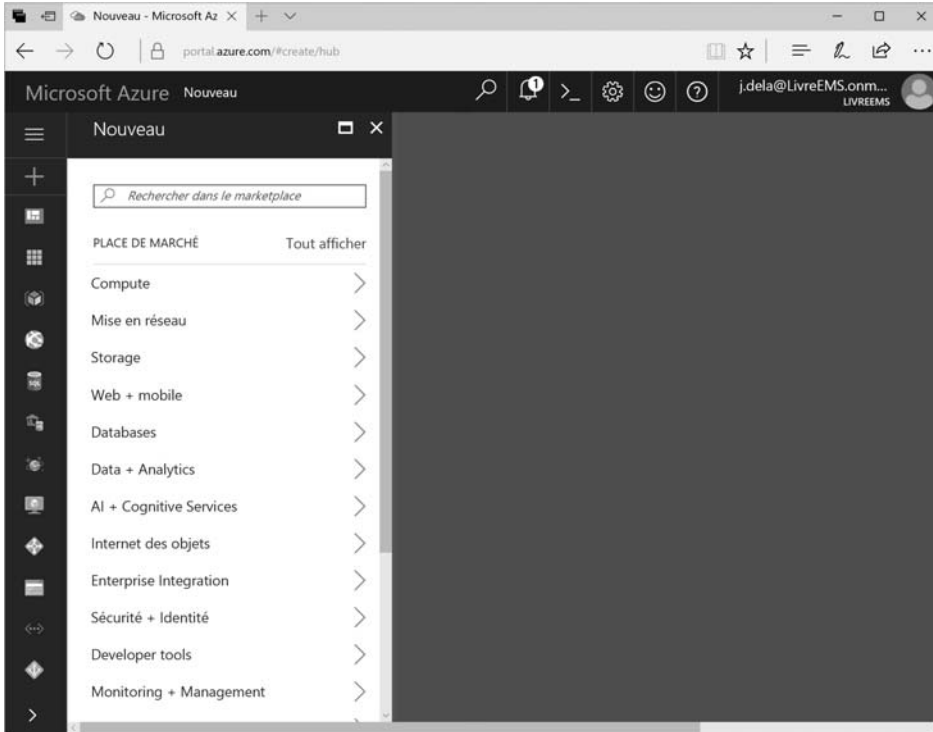 Nouveau - Microsoft Az
portal.azure.com/#create/hub
Microsoft Azure Nouveau
1
j.dela@LivreEMS.onm...
LIVREEMS
Nouveau
Rechercher dans le marketplace
PLACE DE MARCHÉ Tout afficher
Compute
Mise en réseau
Storage
Web + mobile
Databases
Data + Analytics
AI + Cognitive Services
Internet des objets
Enterprise Integration
Sécurité + Identité
Developer tools
Monitoring + Management
SQL